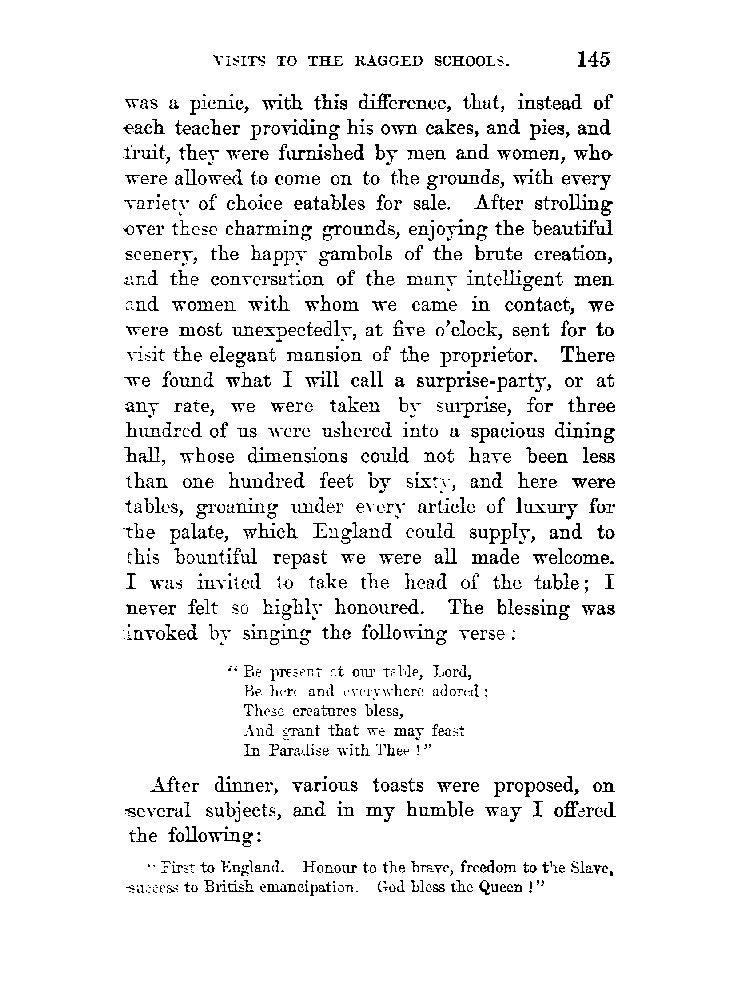 VISITS TO THE RAGGED SCHOOLS. 145
was a picnic, with this difference, that, instead of
each teacher providing his own cakes, and pies, and
fruit, they were furnished by men and women, who
were allowed to come on to the grounds, with every
variety of choice eatables for sale. After strolling
over these charming grounds, enjoying the beautiful
scenery, the happy gambols of the brute creation,
and the conversation of the many intelligent men
and women with whom we came in contact, we
were most unexpectedly, at five o'clock, sent for to
visit the elegant mansion of the proprietor. There
we found what I will call a surprise-party, or at
any rate, we were taken by surprise, for three
hundred of us were ushered into a spacious dining
hall, whose dimensions could not have been less
than one hundred feet by sixty, and here were
tables, groaning under every article of luxury for
the palate, which England could supply, and to
this bountiful repast we were all made welcome.
I was invited to take the head of the table; I
never felt so highly honoured. The blessing was
invoked by singing the following verse:
"Be present at our table, Lord,
Be here and everywhere adored;
These creatures bless,
And grant that we may feast
In Paradise with Thee!"
After dinner, various toasts were proposed, on
several subjects, and in my humble way I offered
the following:
"First to England. Honour to the brave, freedom to the Slave,
success to British emancipation. God bless the Queen!"